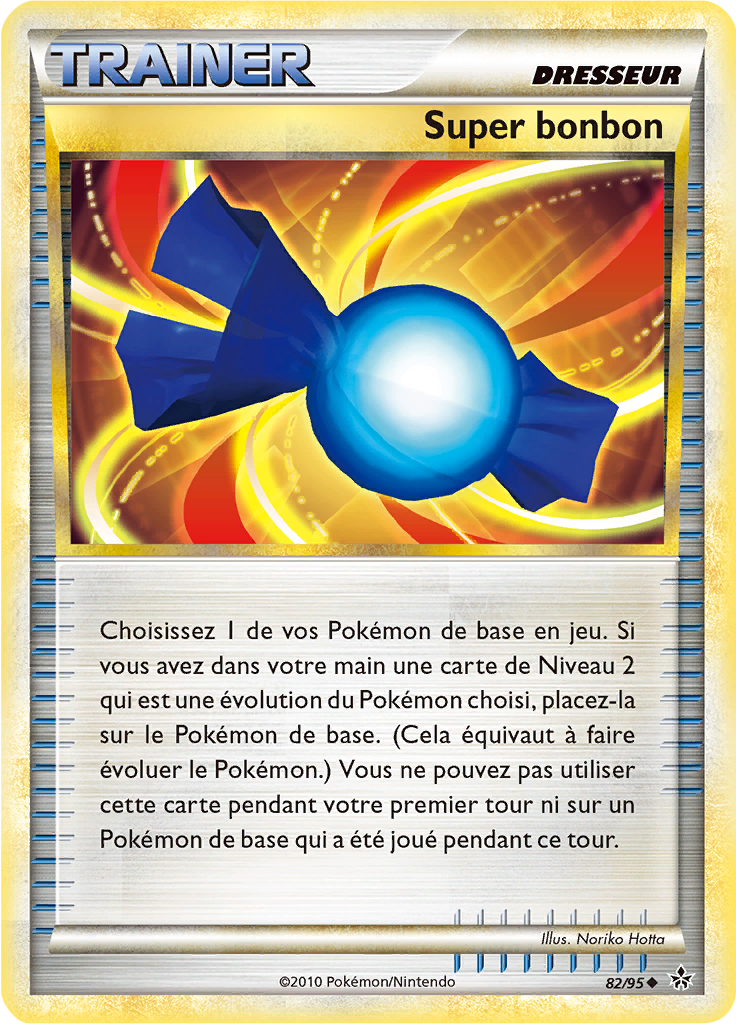 TRAINER
DRESSEUR
Super bonbon
Choisissez 1 de vos Pokémon de base en jeu. Si
vous avez dans votre main une carte de Niveau 2
qui est une évolution du Pokémon choisi, placez-la
sur le Pokémon de base. (Cela équivaut à faire
évoluer le Pokémon.) Vous ne pouvez pas utiliser
cette carte pendant votre premier tour ni sur un
Pokémon de base qui a été joué pendant ce tour.
Illus. Noriko Hotta
©2010 Pokémon/Nintendo
82/95